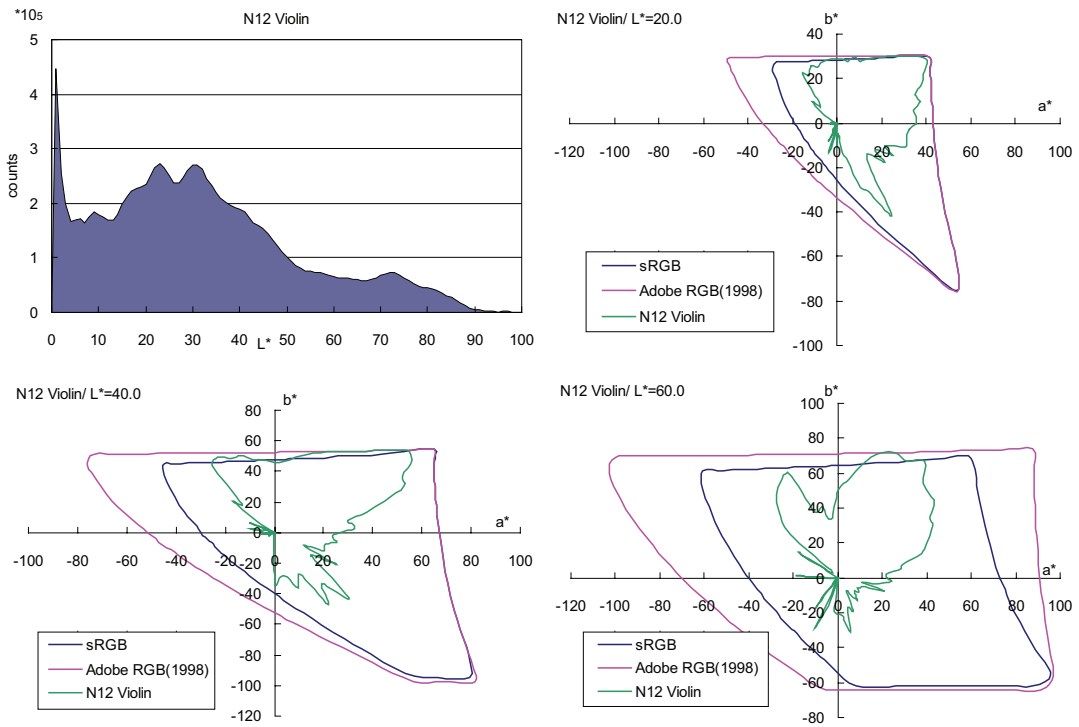 *10₅
N12 Violin
5
4
3
2
1
0
counts
0 10 20 30 40 50 60 70 80 90 100
L*
N12 Violin/ L*=20.0
b*
a*
40
20
0
-20
-40
-60
-80
-100
-120 -100 -80 -60 -40 -20 0 20 40 60 80 100
sRGB
Adobe RGB(1998)
N12 Violin
N12 Violin/ L*=40.0
b*
a*
80
60
40
20
0
-20
-40
-60
-80
-100
-120
-100 -80 -60 -40 -20 0 20 40 60 80 100
sRGB
Adobe RGB(1998)
N12 Violin
N12 Violin/ L*=60.0
b*
a*
100
80
60
40
20
0
-20
-40
-60
-80
-120 -100 -80 -60 -40 -20 0 20 40 60 80 100
sRGB
Adobe RGB(1998)
N12 Violin